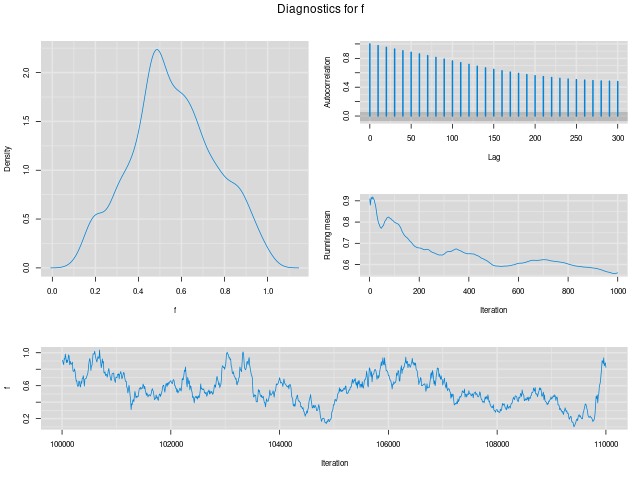 Diagnostics for f
Density
2.0
1.5
1.0
0.5
0.0
0.0 0.2 0.4 0.6 0.8 1.0
f
Autocorrelation
0.8
0.4
0.0
0 50 100 150 200 250 300
Lag
Running mean
0.9
0.8
0.7
0.6
0 200 400 600 800 1000
Iteration
f
1.0
0.6
0.2
100000 102000 104000 106000 108000 110000
Iteration